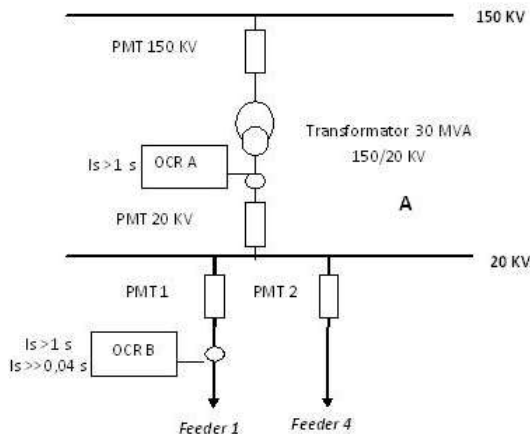 150 KV
PMT 150 KV
Transformator 30 MVA
150/20 KV
Is >1 s
OCR A
PMT 20 KV
A
20 KV
PMT 1
PMT 2
Is >1 s
Is >>0,04 s
OCR B
Feeder 1
Feeder 4